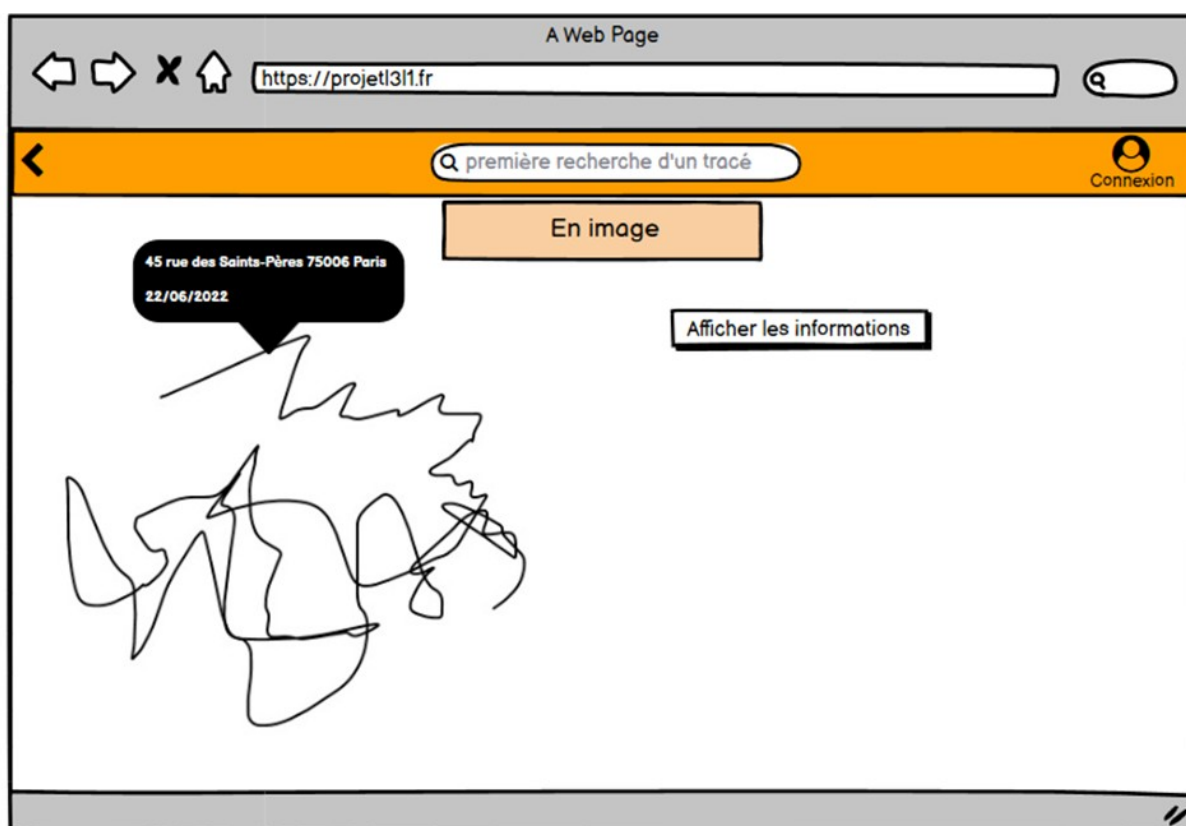 A Web Page
https://projetl3l1.fr
première recherche d'un tracé
Connexion
En image
45 rue des Saints-Pères 75006 Paris
22/06/2022
Afficher les informations